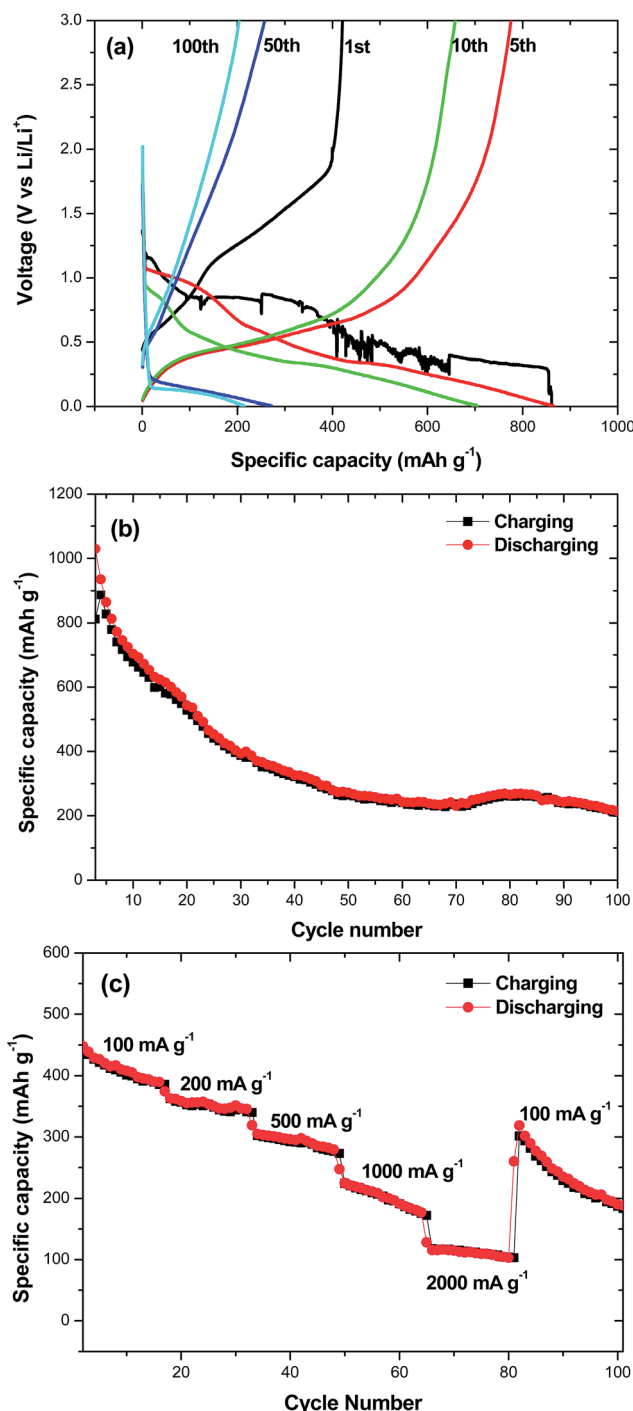 (a)
100th 50th 1st 10th 5th
3.0
2.5
2.0
1.5
1.0
0.5
0.0
Voltage (V vs Li/Li⁺)
0 200 400 600 800 1000
Specific capacity (mAh g⁻¹)
(b)
Charging
Discharging
1200
1000
800
600
400
200
0
Specific capacity (mAh g⁻¹)
10 20 30 40 50 60 70 80 90 100
Cycle number
(c)
Charging
Discharging
600
500
400
300
200
100
0
Specific capacity (mAh g⁻¹)
100 mA g⁻¹
200 mA g⁻¹
500 mA g⁻¹
1000 mA g⁻¹
2000 mA g⁻¹
100 mA g⁻¹
20 40 60 80 100
Cycle Number